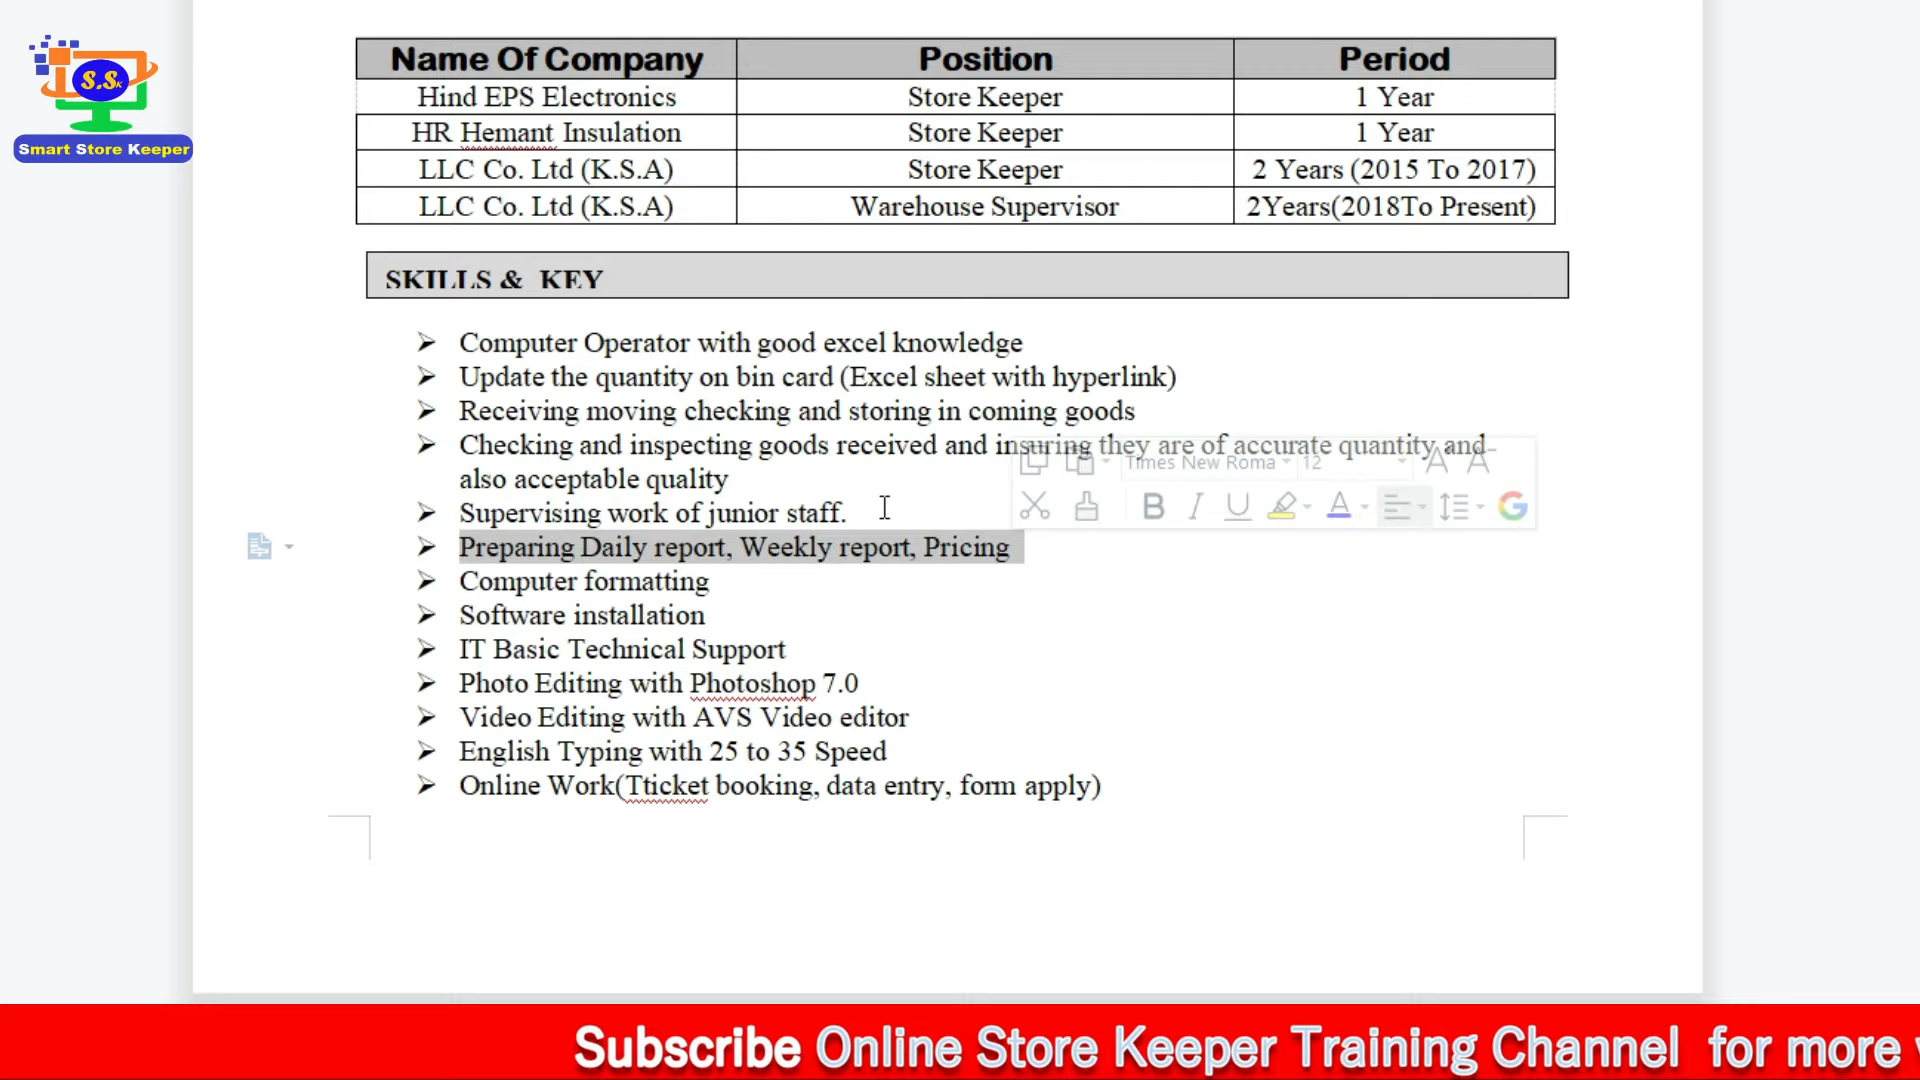 S.Sk
Smart Store Keeper
Name Of Company Position Period
Hind EPS Electronics Store Keeper 1 Year
HR Hemant Insulation Store Keeper 1 Year
LLC Co. Ltd (K.S.A) Store Keeper 2 Years (2015 To 2017)
LLC Co. Ltd (K.S.A) Warehouse Supervisor 2Years(2018To Present)
SKILLS & KEY
Computer Operator with good excel knowledge
Update the quantity on bin card (Excel sheet with hyperlink)
Receiving moving checking and storing in coming goods
Checking and inspecting goods received and insuring they are of accurate quantity and
also acceptable quality
Times New Roma 12 A A
B I U A G
Supervising work of junior staff.
Preparing Daily report, Weekly report, Pricing
Computer formatting
Software installation
IT Basic Technical Support
Photo Editing with Photoshop 7.0
Video Editing with AVS Video editor
English Typing with 25 to 35 Speed
Online Work(Tticket booking, data entry, form apply)
Subscribe Online Store Keeper Training Channel for more